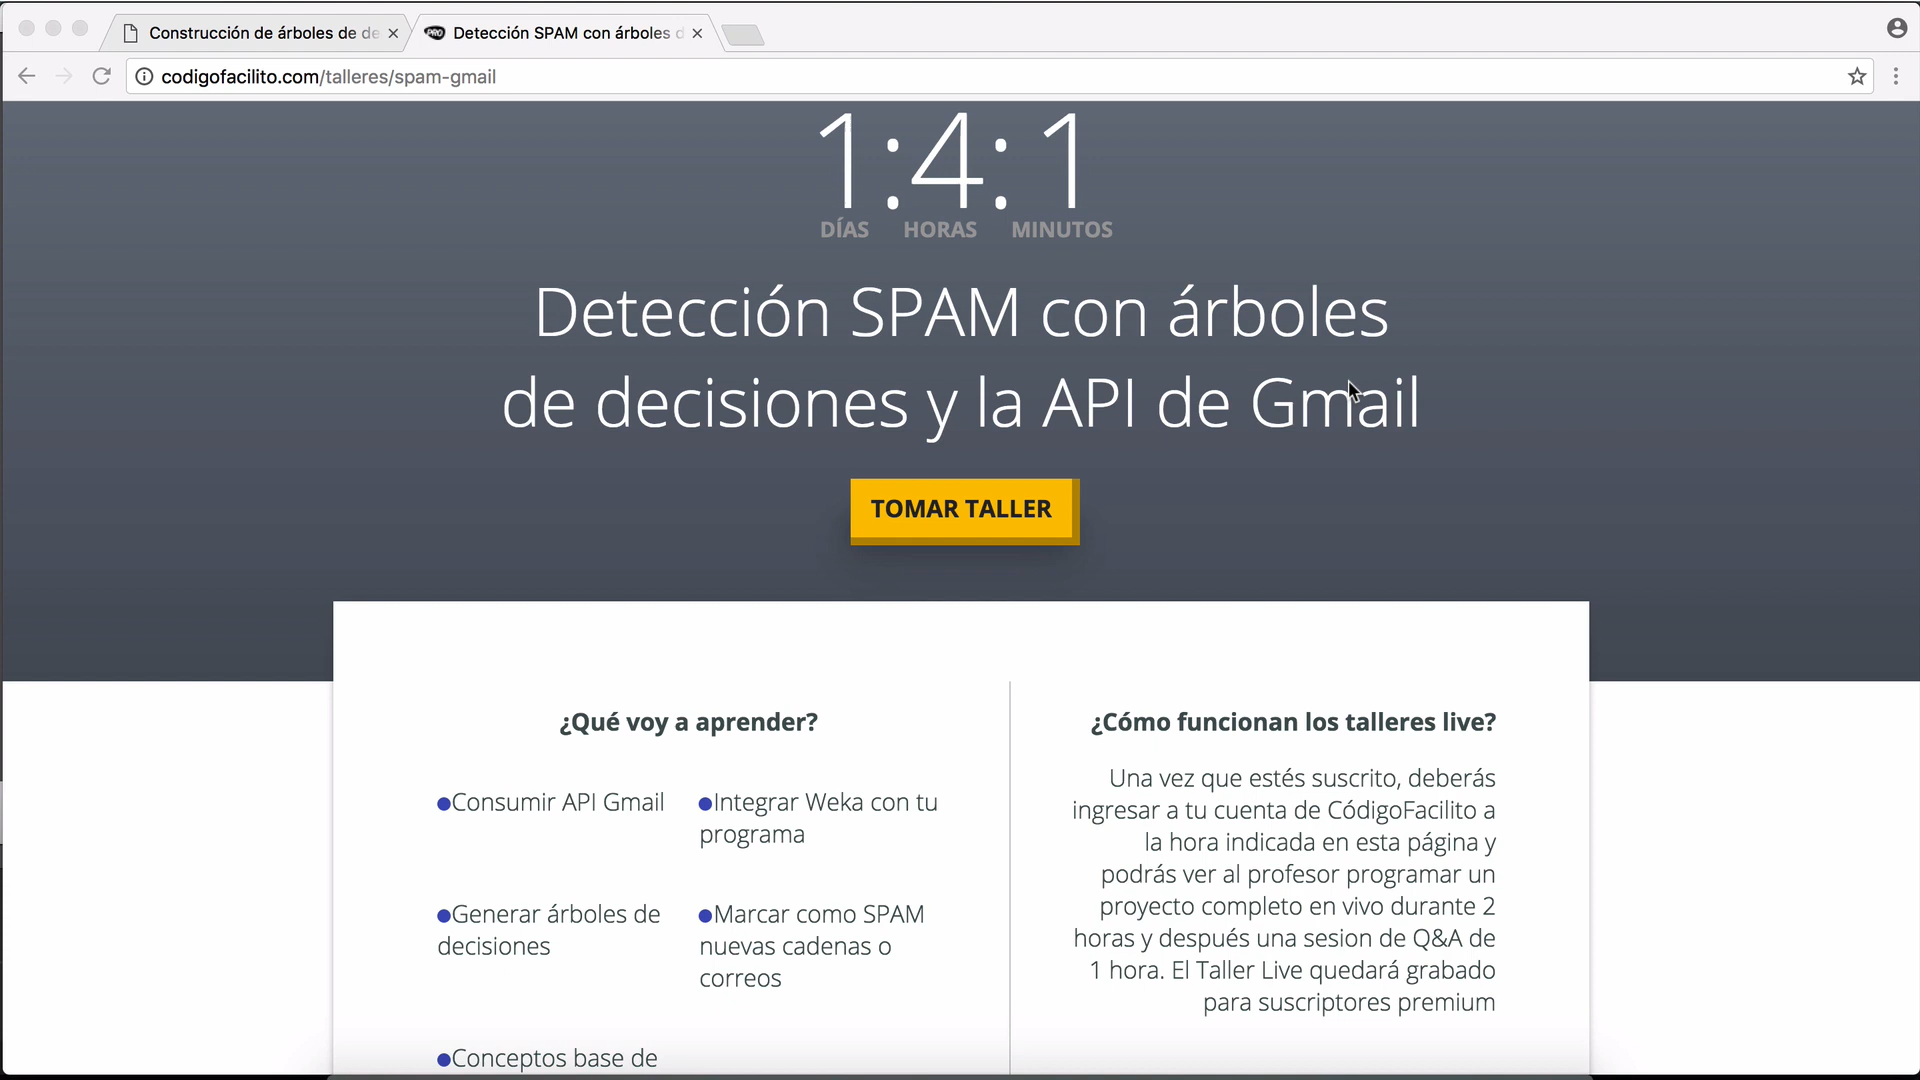 Construcción de árboles de de
Detección SPAM con árboles d
codigofacilito.com/talleres/spam-gmail
1:4:1
DÍAS HORAS MINUTOS
Detección SPAM con árboles
de decisiones y la API de Gmail
TOMAR TALLER
¿Qué voy a aprender?
Consumir API Gmail
Integrar Weka con tu
programa
Generar árboles de
decisiones
Marcar como SPAM
nuevas cadenas o
correos
Conceptos base de
¿Cómo funcionan los talleres live?
Una vez que estés suscrito, deberás
ingresar a tu cuenta de CódigoFacilito a
la hora indicada en esta página y
podrás ver al profesor programar un
proyecto completo en vivo durante 2
horas y después una sesion de Q&A de
1 hora. El Taller Live quedará grabado
para suscriptores premium